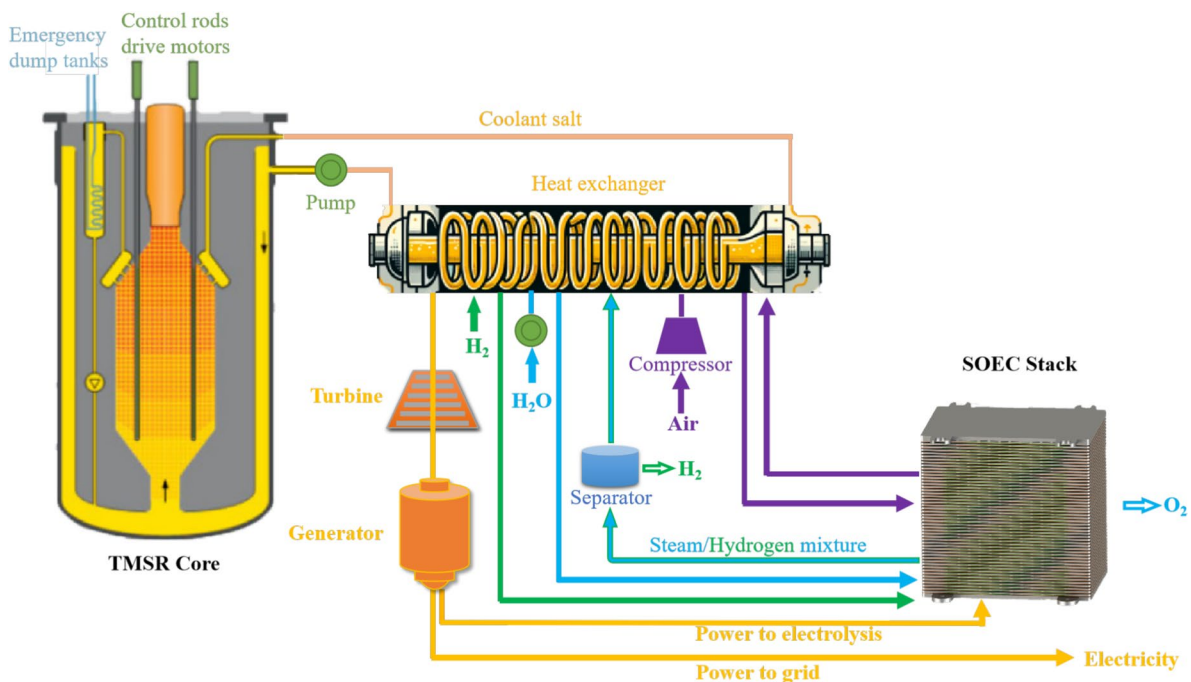 Emergency
dump tanks
Control rods
drive motors
Coolant salt
Pump
Heat exchanger
H₂
H₂O
Compressor
Air
SOEC Stack
Turbine
Separator
H₂
Generator
O₂
Steam/Hydrogen mixture
TMSR Core
Power to electrolysis
Power to grid
Electricity